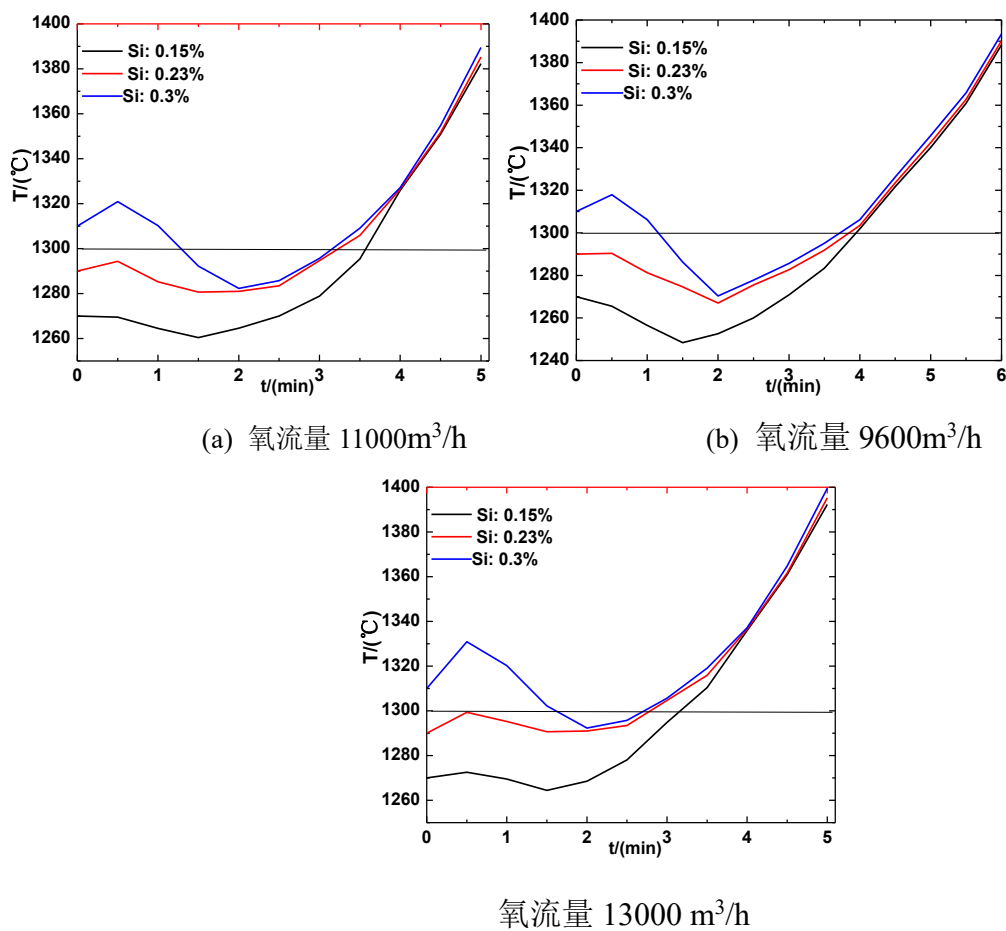 1400
1380
1360
1340
1320
1300
1280
1260
T/(℃)
Si: 0.15%
Si: 0.23%
Si: 0.3%
0 1 2 3 4 5
t/(min)
(a) 氧流量 11000m³/h
1400
1380
1360
1340
1320
1300
1280
1260
1240
T/(℃)
Si: 0.15%
Si: 0.23%
Si: 0.3%
0 1 2 3 4 5 6
t/(min)
(b) 氧流量 9600m³/h
1400
1380
1360
1340
1320
1300
1280
1260
T/(℃)
Si: 0.15%
Si: 0.23%
Si: 0.3%
0 1 2 3 4 5
t/(min)
氧流量 13000 m³/h